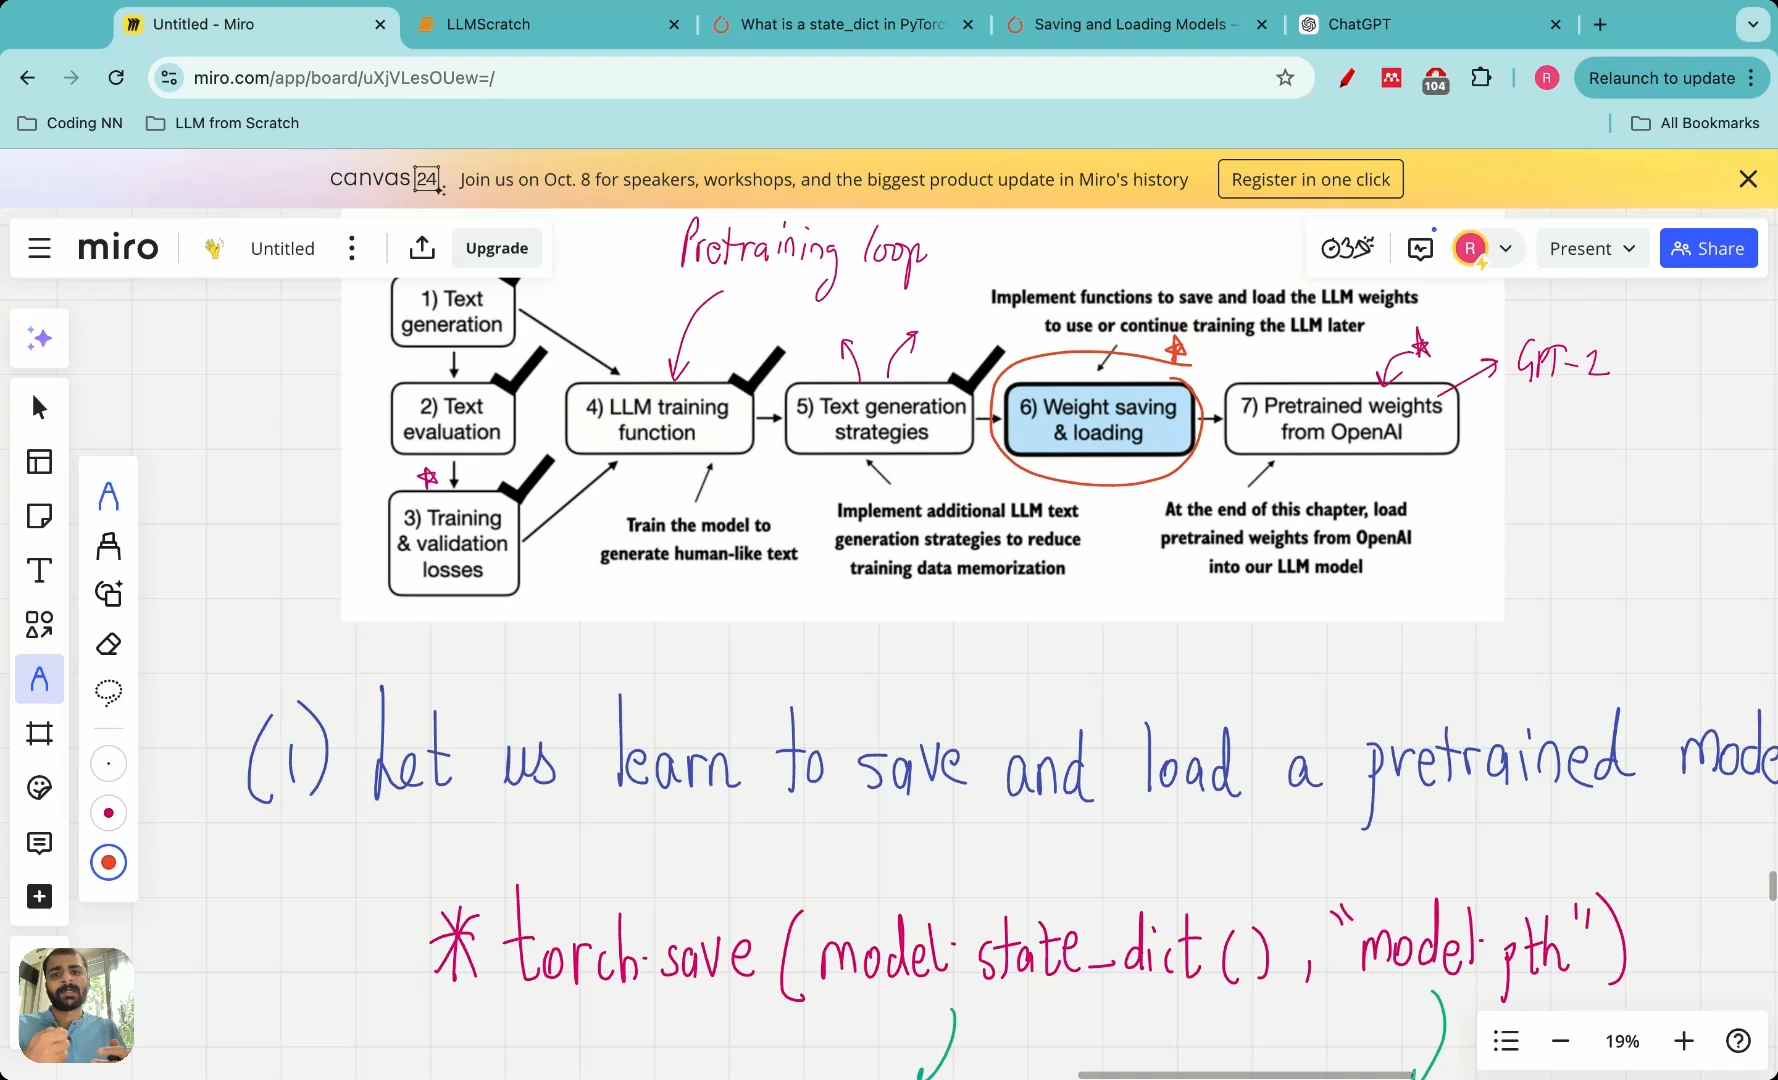 Untitled - Miro
LLMScratch
What is a state_dict in PyTorc
Saving and Loading Models –
ChatGPT
miro.com/app/board/uXjVLesOUew=/
104
R
Relaunch to update
Coding NN
LLM from Scratch
All Bookmarks
canvas 24
Join us on Oct. 8 for speakers, workshops, and the biggest product update in Miro's history
Register in one click
miro
Untitled
Upgrade
R
Present
Share
Pretraining loop
1) Text
generation
Implement functions to save and load the LLM weights
to use or continue training the LLM later
GPT-2
2) Text
evaluation
4) LLM training
function
5) Text generation
strategies
6) Weight saving
& loading
7) Pretrained weights
from OpenAI
3) Training
& validation
losses
Train the model to
generate human-like text
Implement additional LLM text
generation strategies to reduce
training data memorization
At the end of this chapter, load
pretrained weights from OpenAI
into our LLM model
(1) Let us learn to save and load a pretrained mode
* torch.save (model.state_dict ( ) , "model.pth")
19%